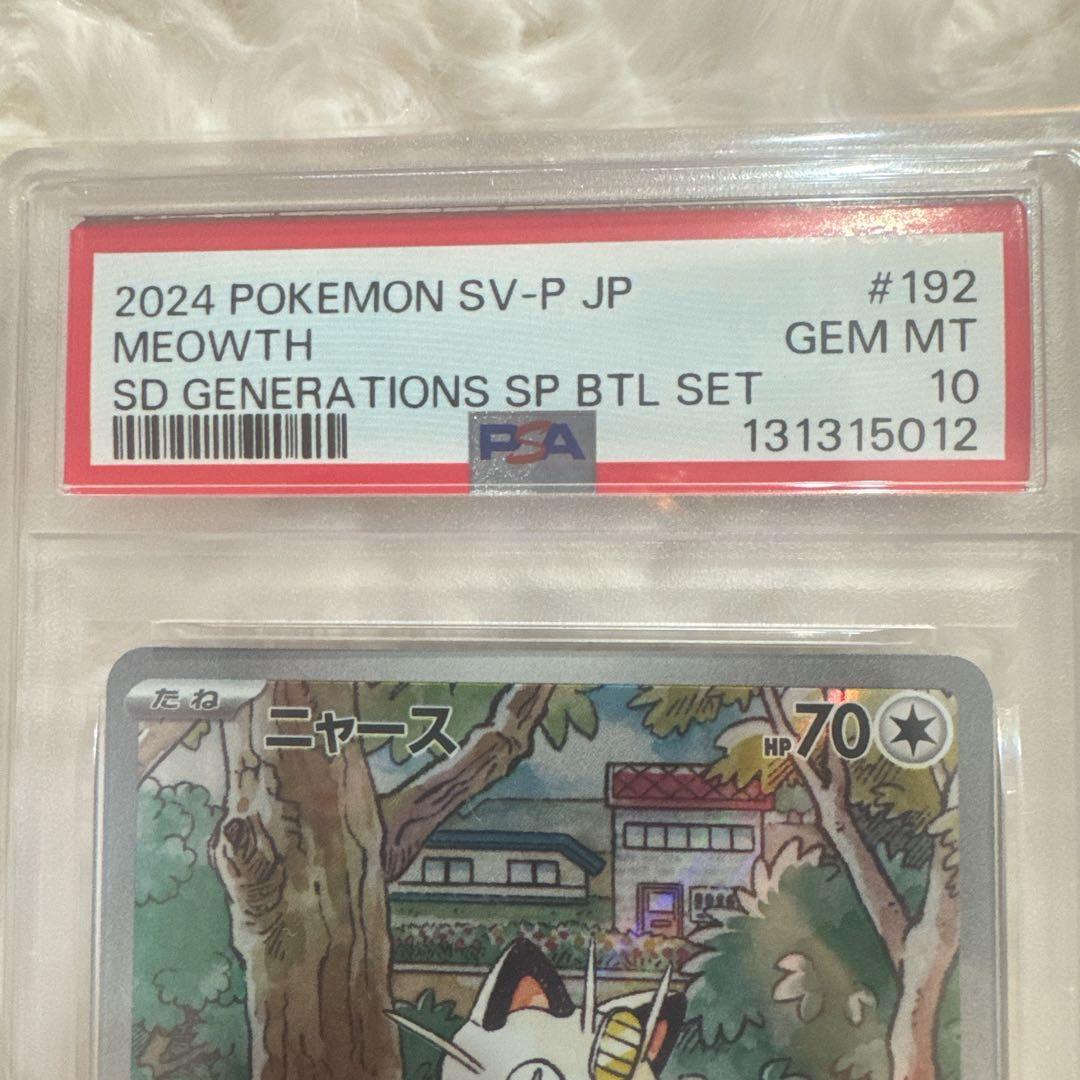 2024 POKEMON SV-P JP #192
MEOWTH GEM MT
SD GENERATIONS SP BTL SET 10
PSA 131315012
たね
ニャース HP70